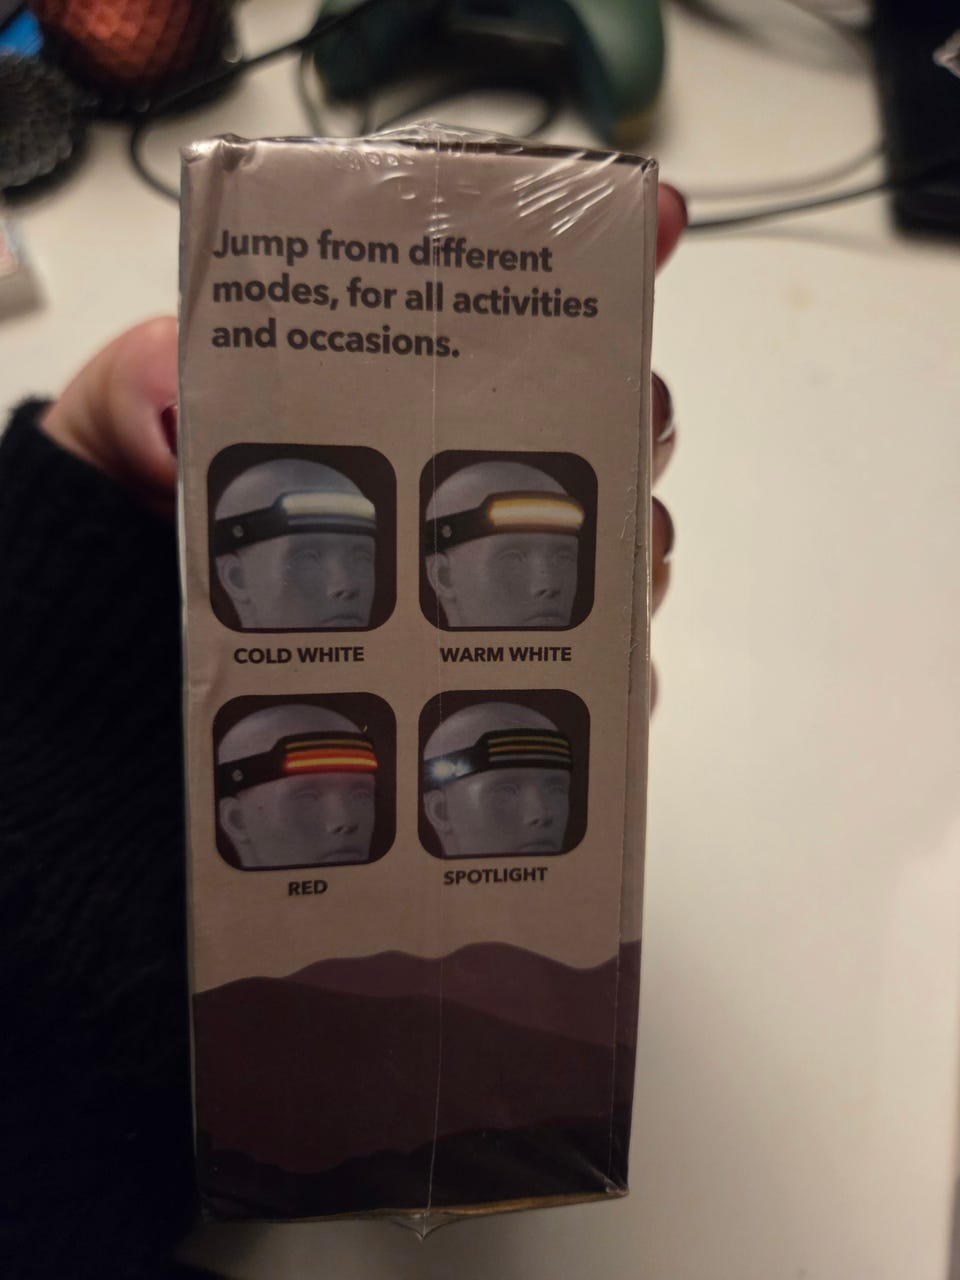 Jump from different
modes, for all activities
and occasions.
COLD WHITE
WARM WHITE
RED
SPOTLIGHT